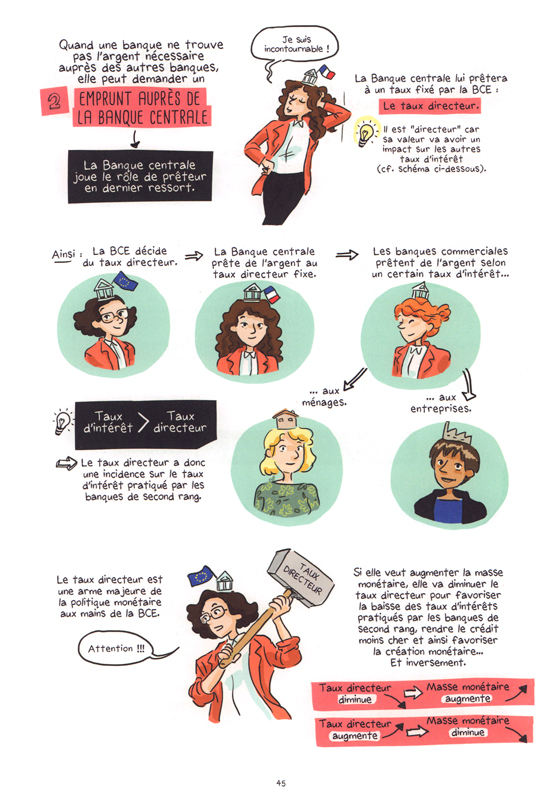 Quand une banque ne trouve
pas l'argent nécessaire
auprès des autres banques,
elle peut demander un
2 EMPRUNT AUPRÈS DE
LA BANQUE CENTRALE
La Banque centrale
joue le rôle de prêteur
en dernier ressort.
Je suis
incontournable !
La Banque centrale lui prêtera
à un taux fixé par la BCE :
Le taux directeur.
Il est "directeur" car
sa valeur va avoir un
impact sur les autres
taux d'intérêt
(cf. schéma ci-dessous).
Ainsi : La BCE décide
du taux directeur.
La Banque centrale
prête de l'argent au
taux directeur fixe.
Les banques commerciales
prêtent de l'argent selon
un certain taux d'intérêt...
... aux
ménages.
... aux
entreprises.
Taux d'intérêt > Taux directeur
Le taux directeur a donc
une incidence sur le taux
d'intérêt pratiqué par les
banques de second rang.
Le taux directeur est
une arme majeure de
la politique monétaire
aux mains de la BCE.
Attention !!!
TAUX
DIRECTEUR
Si elle veut augmenter la masse
monétaire, elle va diminuer le
taux directeur pour favoriser
la baisse des taux d'intérêts
pratiqués par les banques de
second rang, rendre le crédit
moins cher et ainsi favoriser
la création monétaire...
Et inversement.
Taux directeur diminue ⇨ Masse monétaire augmente
Taux directeur augmente ⇨ Masse monétaire diminue
45